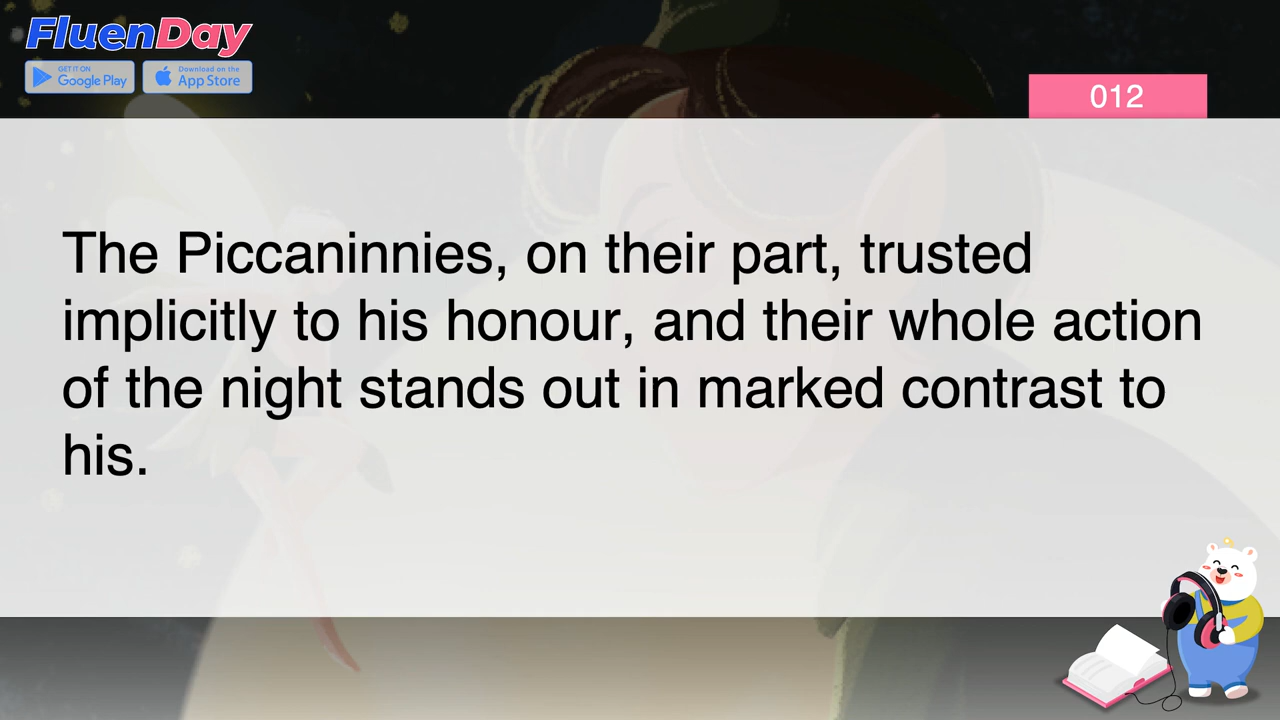 FluenDay
GET IT ON
Google Play
Download on the
App Store
012
The Piccaninnies, on their part, trusted
implicitly to his honour, and their whole action
of the night stands out in marked contrast to
his.